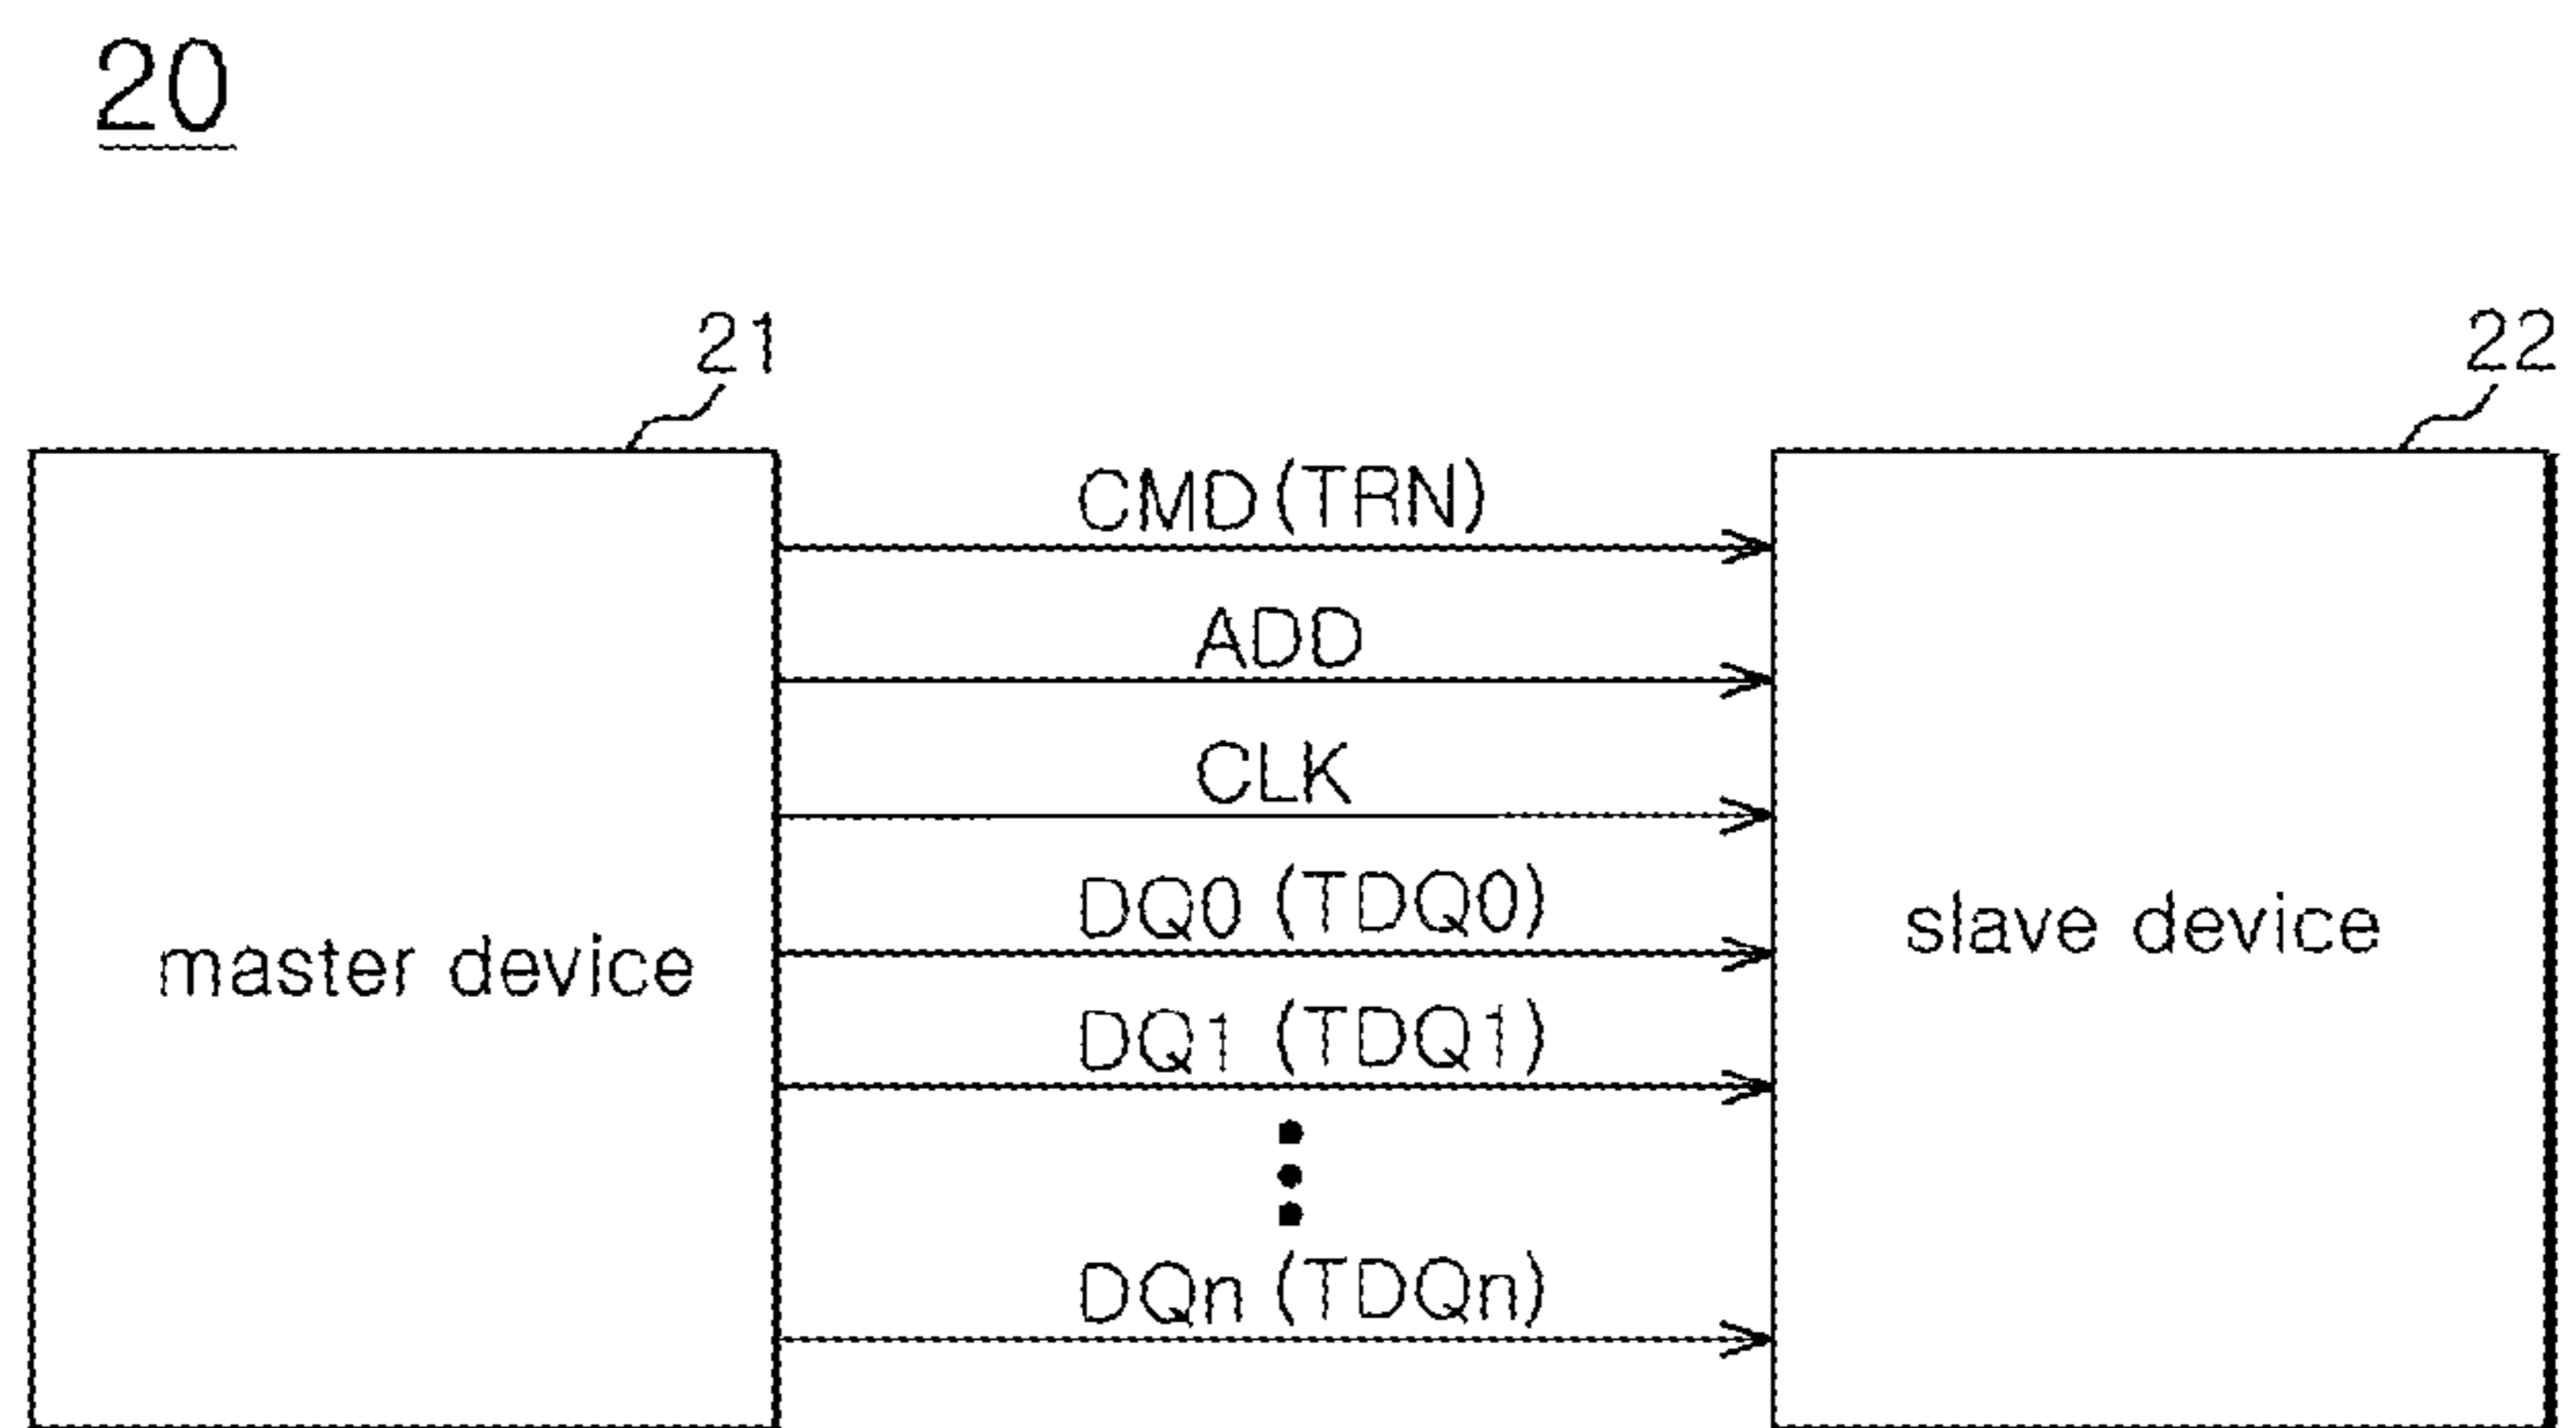 20
21
22
CMD (TRN)
ADD
CLK
DQ0 (TDQ0)
DQ1 (TDQ1)
DQn (TDQn)
master device
slave device